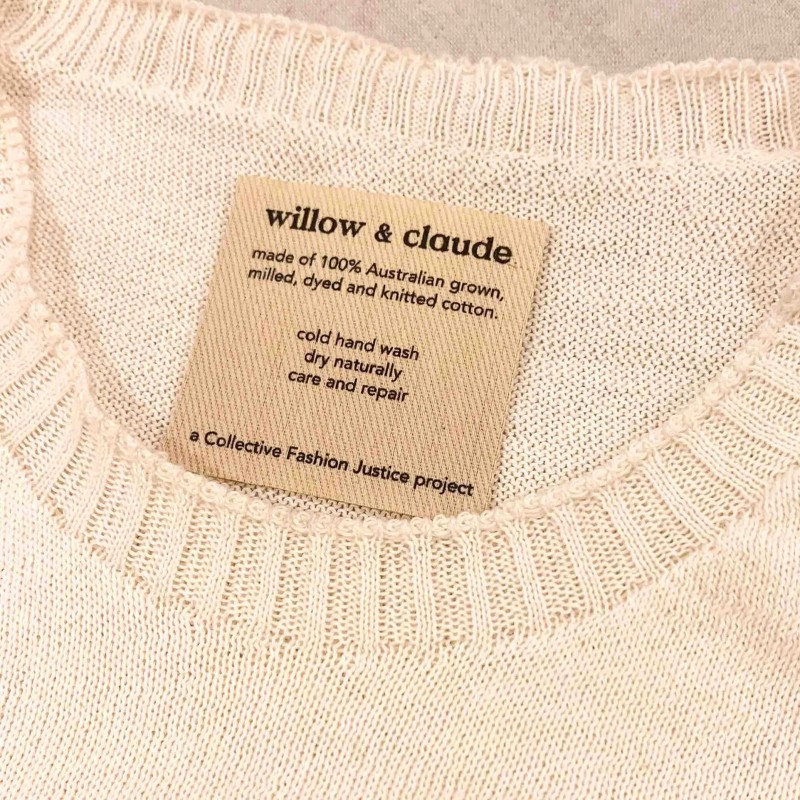 willow & claude
made of 100% Australian grown,
milled, dyed and knitted cotton.
cold hand wash
dry naturally
care and repair
a Collective Fashion Justice project